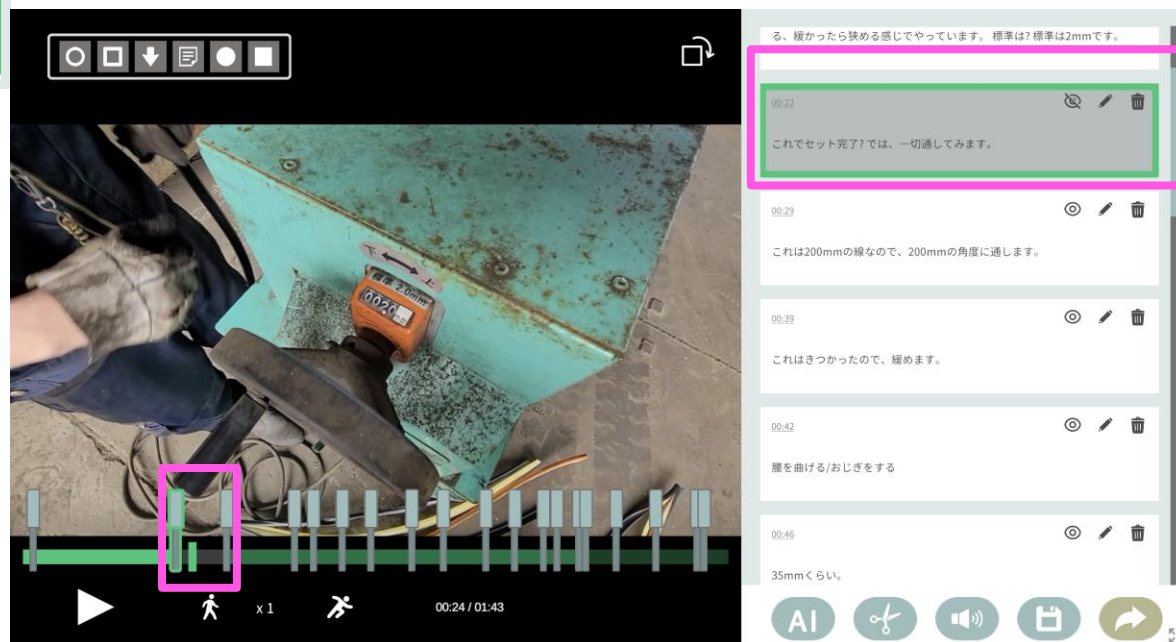 る、緩かったら狭める感じでやっています。 標準は? 標準は2mmです。
00:22
これでセット完了? では、一切通してみます。
00:29
これは200mmの線なので、200mmの角度に通します。
00:39
これはきつかったので、緩めます。
00:42
腰を曲げる/おじぎをする
00:46
35mmくらい。
下 上
2.0mm
0020
x 1
00:24 / 01:43
AI